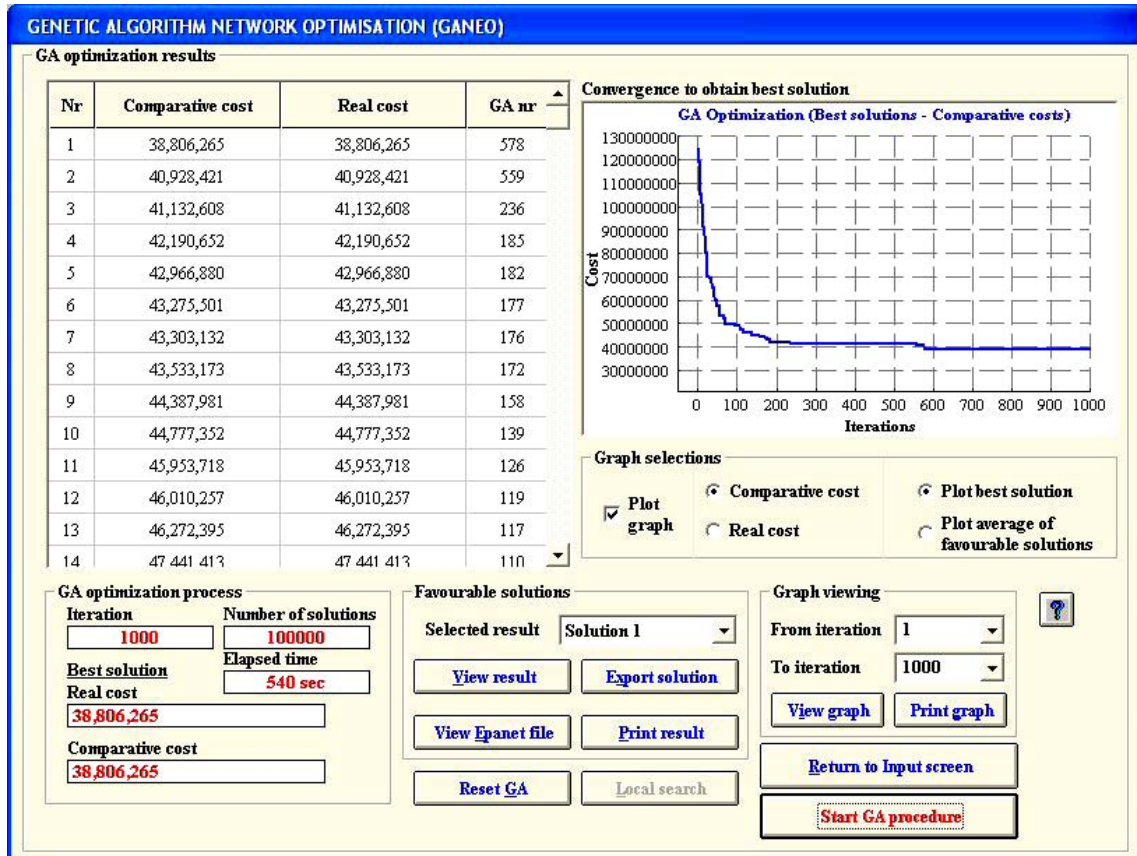 GENETIC ALGORITHM NETWORK OPTIMISATION (GANEO)
GA optimization results
Nr Comparative cost Real cost GA nr
1 38,806,265 38,806,265 578
2 40,928,421 40,928,421 559
3 41,132,608 41,132,608 236
4 42,190,652 42,190,652 185
5 42,966,880 42,966,880 182
6 43,275,501 43,275,501 177
7 43,303,132 43,303,132 176
8 43,533,173 43,533,173 172
9 44,387,981 44,387,981 158
10 44,777,352 44,777,352 139
11 45,953,718 45,953,718 126
12 46,010,257 46,010,257 119
13 46,272,395 46,272,395 117
14 47,441,413 47,441,413 110
Convergence to obtain best solution
GA Optimization (Best solutions - Comparative costs)
130000000
120000000
110000000
100000000
90000000
80000000
70000000
60000000
50000000
40000000
30000000
Cost
0 100 200 300 400 500 600 700 800 900 1000
Iterations
Graph selections
Plot graph
Comparative cost
Real cost
Plot best solution
Plot average of
favourable solutions
GA optimization process
Iteration Number of solutions
1000 100000
Best solution Elapsed time
540 sec
Real cost
38,806,265
Comparative cost
38,806,265
Favourable solutions
Selected result Solution 1
View result Export solution
View Epanet file Print result
Reset GA Local search
Graph viewing
From iteration 1
To iteration 1000
View graph Print graph
?
Return to Input screen
Start GA procedure